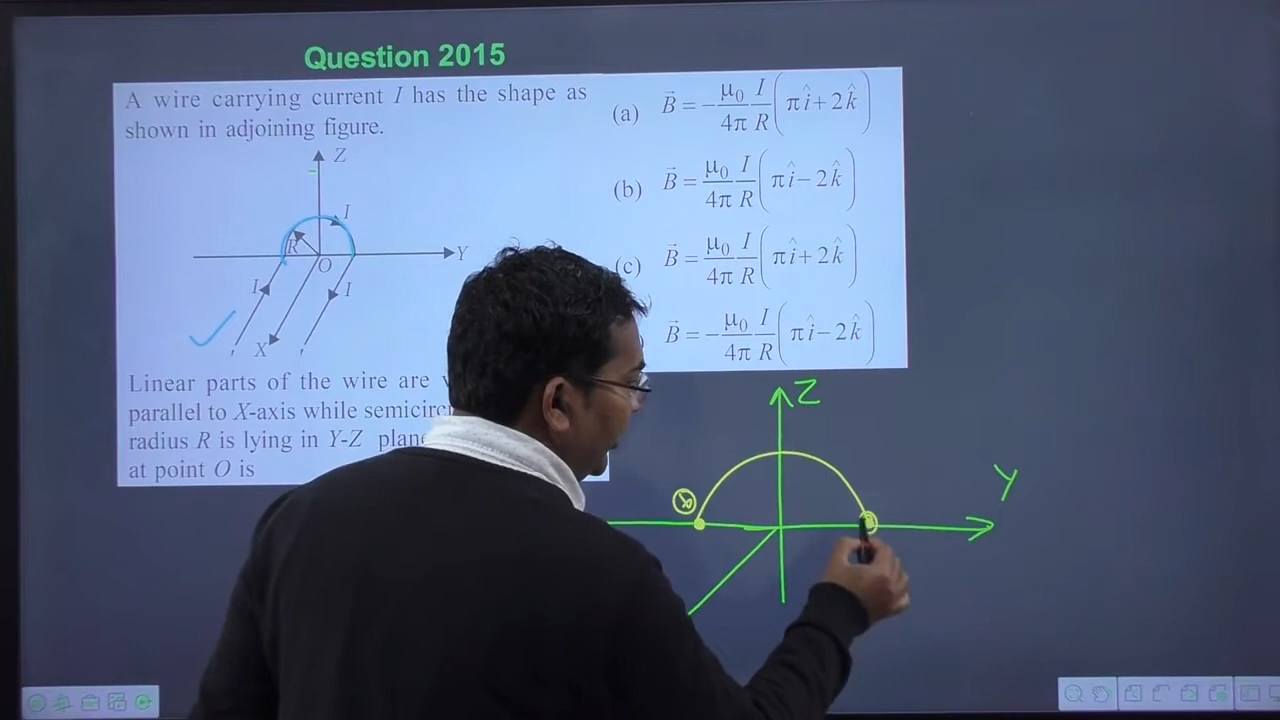 Question 2015
A wire carrying current I has the shape as
shown in adjoining figure.
Z
I
R
O
Y
I
I
X
Linear parts of the wire are
parallel to X-axis while
radius R is lying in Y-Z
at point O is
(a) B⃗ = −μ₀/4π I/R (πî + 2k̂)
(b) B⃗ = μ₀/4π I/R (πî − 2k̂)
(c) B⃗ = μ₀/4π I/R (πî + 2k̂)
B⃗ = −μ₀/4π I/R (πî − 2k̂)
Z
Y